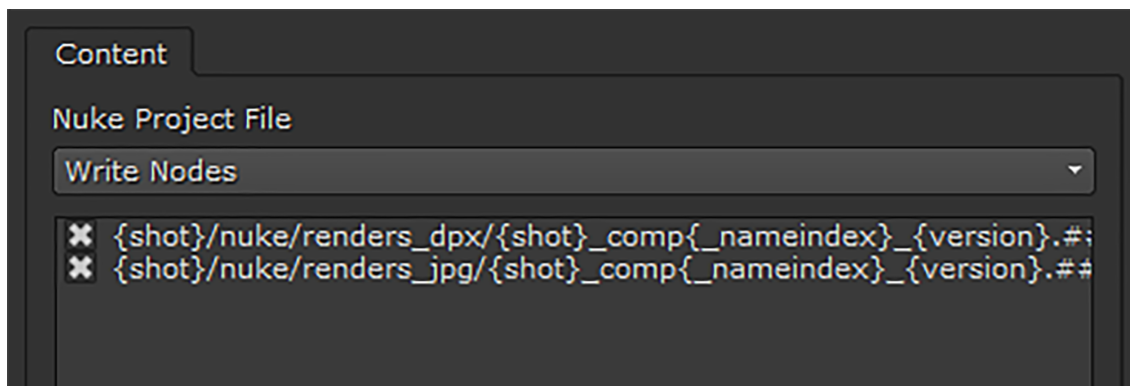 Content
Nuke Project File
Write Nodes
{shot}/nuke/renders_dpx/{shot}_comp{_nameindex}_{version}.#
{shot}/nuke/renders_jpg/{shot}_comp{_nameindex}_{version}.##